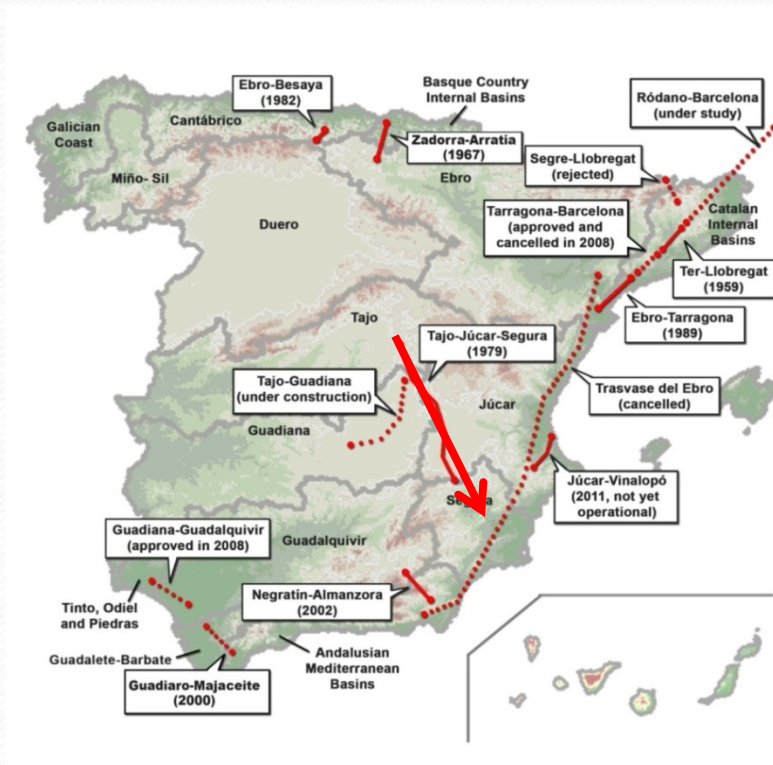 Ebro-Besaya
(1982)
Basque Country
Internal Basins
Ródano-Barcelona
(under study)
Galician
Coast
Cantábrico
Zadorra-Arratia
(1967)
Segre-Llobregat
(rejected)
Miño- Sil
Ebro
Tarragona-Barcelona
(approved and
cancelled in 2008)
Catalan
Internal
Basins
Duero
Ter-Llobregat
(1959)
Tajo
Ebro-Tarragona
(1989)
Tajo-Júcar-Segura
(1979)
Tajo-Guadiana
(under construction)
Trasvase del Ebro
(cancelled)
Júcar
Guadiana
Júcar-Vinalopó
(2011, not yet
operational)
Segura
Guadiana-Guadalquivir
(approved in 2008)
Guadalquivir
Negratín-Almanzora
(2002)
Tinto, Odiel
and Piedras
Guadalete-Barbate
Andalusian
Mediterranean
Basins
Guadiaro-Majaceite
(2000)